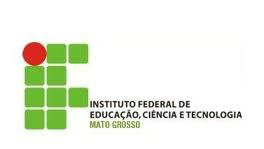 INSTITUTO FEDERAL DE
EDUCAÇÃO, CIÊNCIA E TECNOLOGIA
MATO GROSSO